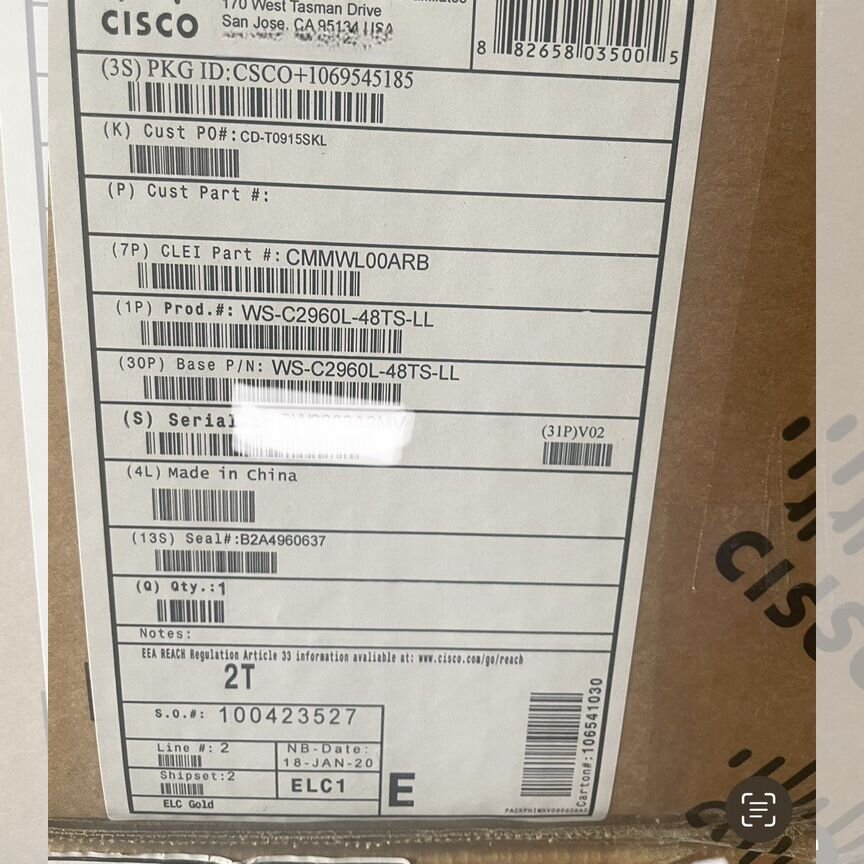 170 West Tasman Drive
CISCO San Jose, CA 95134 USA
8 82658 03500 5
(3S) PKG ID:CSCO+1069545185
(K) Cust PO#:CD-T0915SKL
(P) Cust Part #:
(7P) CLEI Part #: CMMWL00ARB
(1P) Prod.#: WS-C2960L-48TS-LL
(30P) Base P/N: WS-C2960L-48TS-LL
(S) Serial
(31P)V02
(4L) Made in China
(13S) Seal#:B2A4960637
(Q) Qty.:1
Notes:
EEA REACH Regulation Article 33 information avaliable at: www.cisco.com/go/reach
2T
S.O.#: 100423527
Line #: 2
NB-Date:
18-JAN-20
Shipset:2
ELC1
ELC Gold
E
Carton#:106541030
CISCO